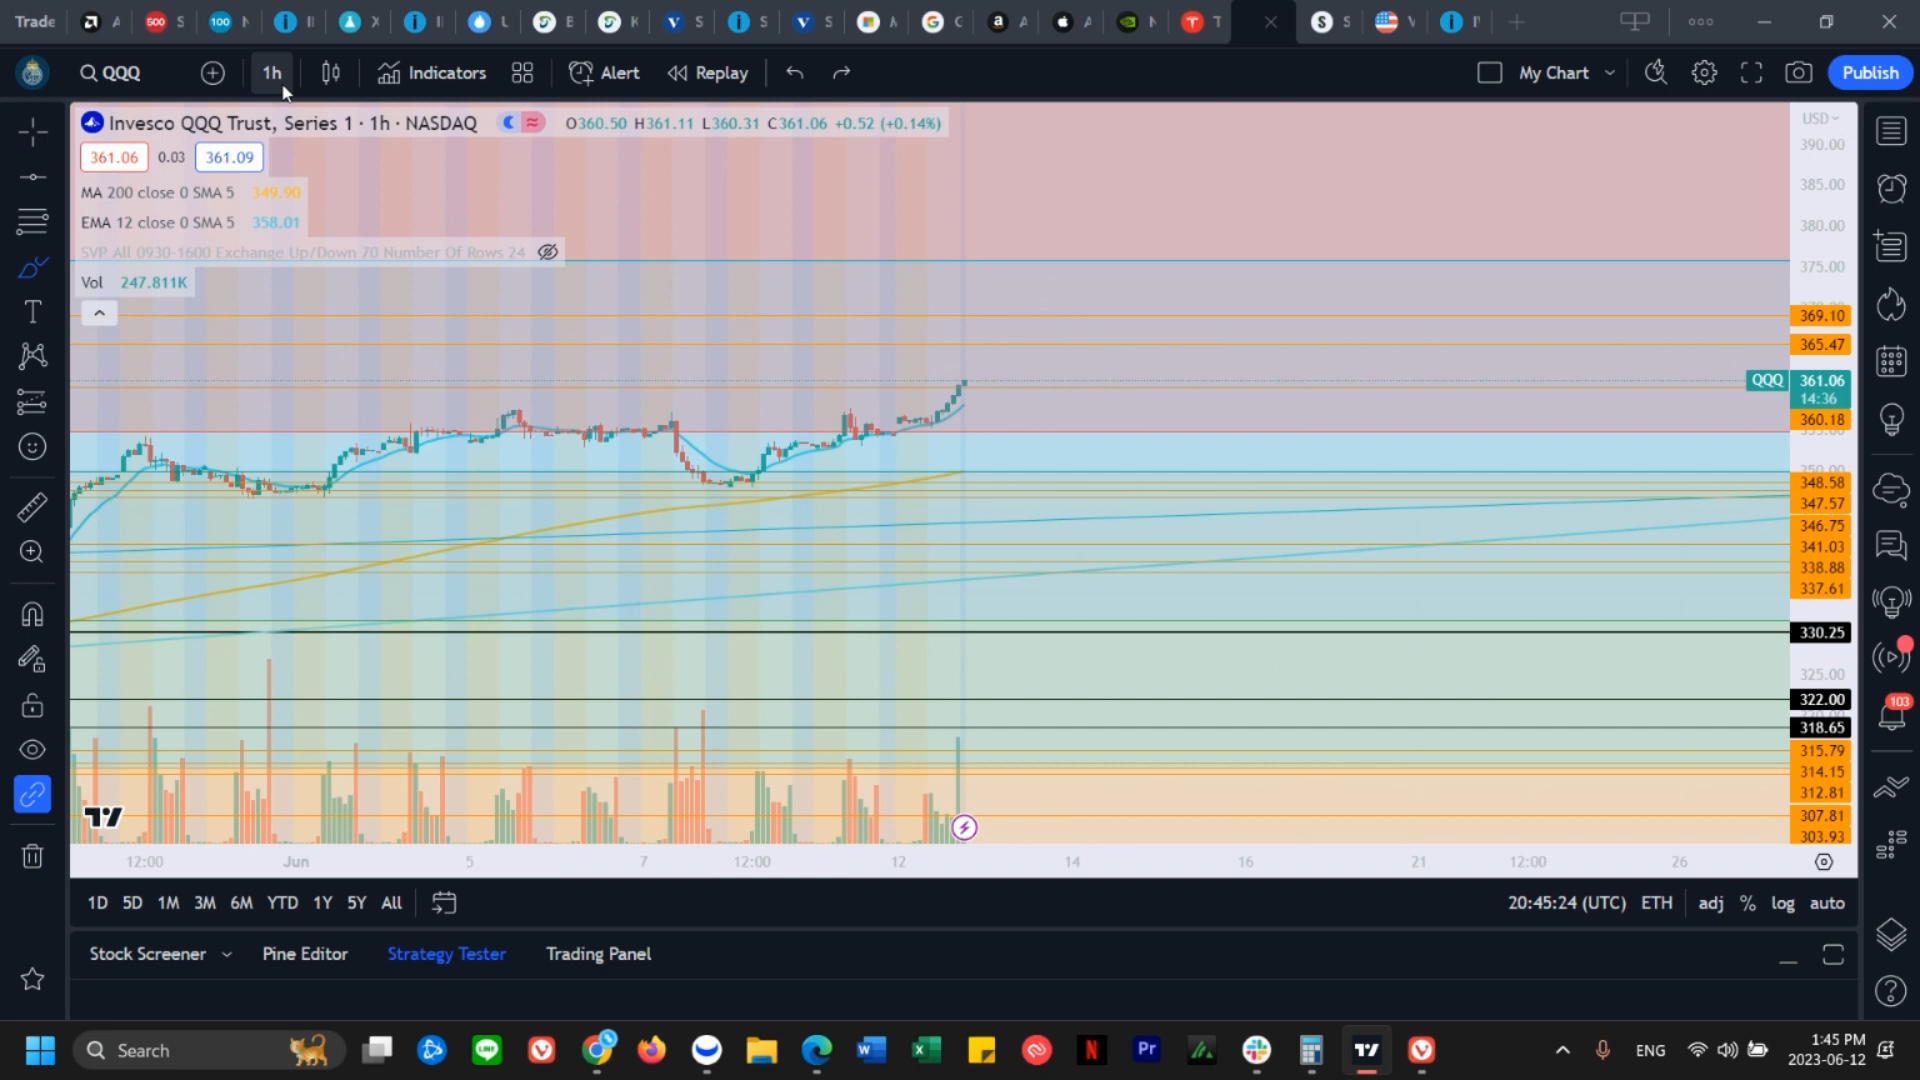 Trade A 500 S 100 N X U E K V S S V S M G C a A A N T T S S V
QQQ 1h Indicators Alert Replay My Chart Publish
Invesco QQQ Trust, Series 1 · 1h · NASDAQ O360.50 H361.11 L360.31 C361.06 +0.52 (+0.14%)
361.06 0.03 361.09
MA 200 close 0 SMA 5 349.90
EMA 12 close 0 SMA 5 358.01
SVP All 0930-1600 Exchange Up/Down 70 Number Of Rows 24
Vol 247.811K
USD
390.00
385.00
380.00
375.00
369.10
365.47
QQQ 361.06
14:36
360.18
350.00
348.58
347.57
346.75
341.03
338.88
337.61
330.25
325.00
322.00
318.65
315.79
314.15
312.81
307.81
303.93
12:00 Jun 5 7 12:00 12 14 16 21 12:00 26
1D 5D 1M 3M 6M YTD 1Y 5Y All 20:45:24 (UTC) ETH adj % log auto
103
Stock Screener Pine Editor Strategy Tester Trading Panel
Search LINE W X N Pr ENG 1:45 PM
2023-06-12